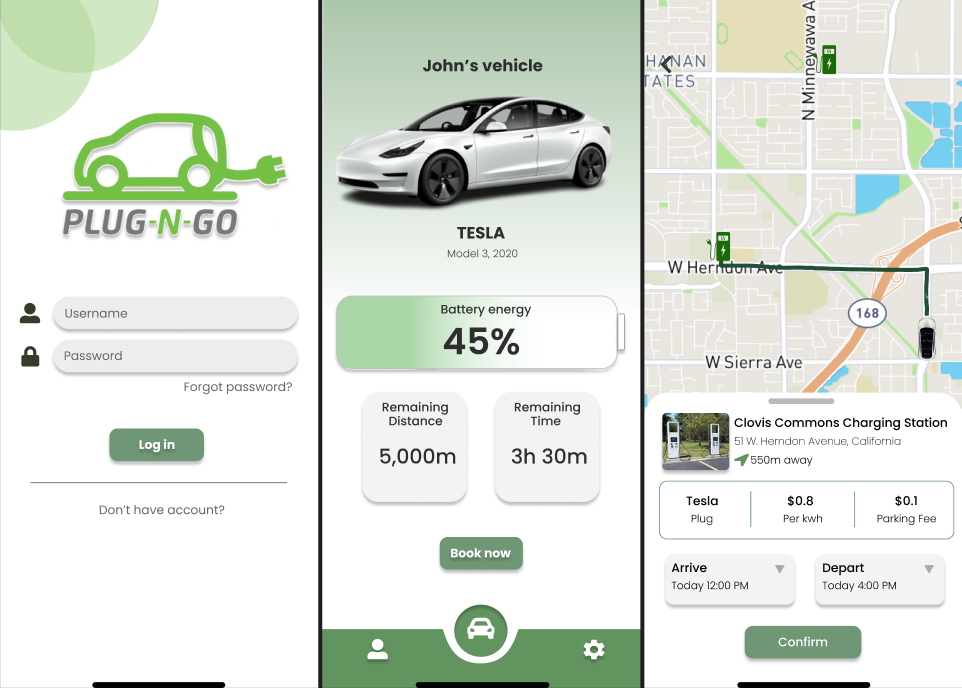 PLUG-N-GO
Username
Password
Forgot password?
Log in
Don't have account?
John's vehicle
TESLA
Model 3, 2020
Battery energy
45%
Remaining
Distance
5,000m
Remaining
Time
3h 30m
Book now
N Minnewawa A
HANAN
TATES
W Herndon Ave
168
W Sierra Ave
Clovis Commons Charging Station
51 W. Herndon Avenue, California
550m away
Tesla
Plug
$0.8
Per kwh
$0.1
Parking Fee
Arrive
Today 12:00 PM
Depart
Today 4:00 PM
Confirm